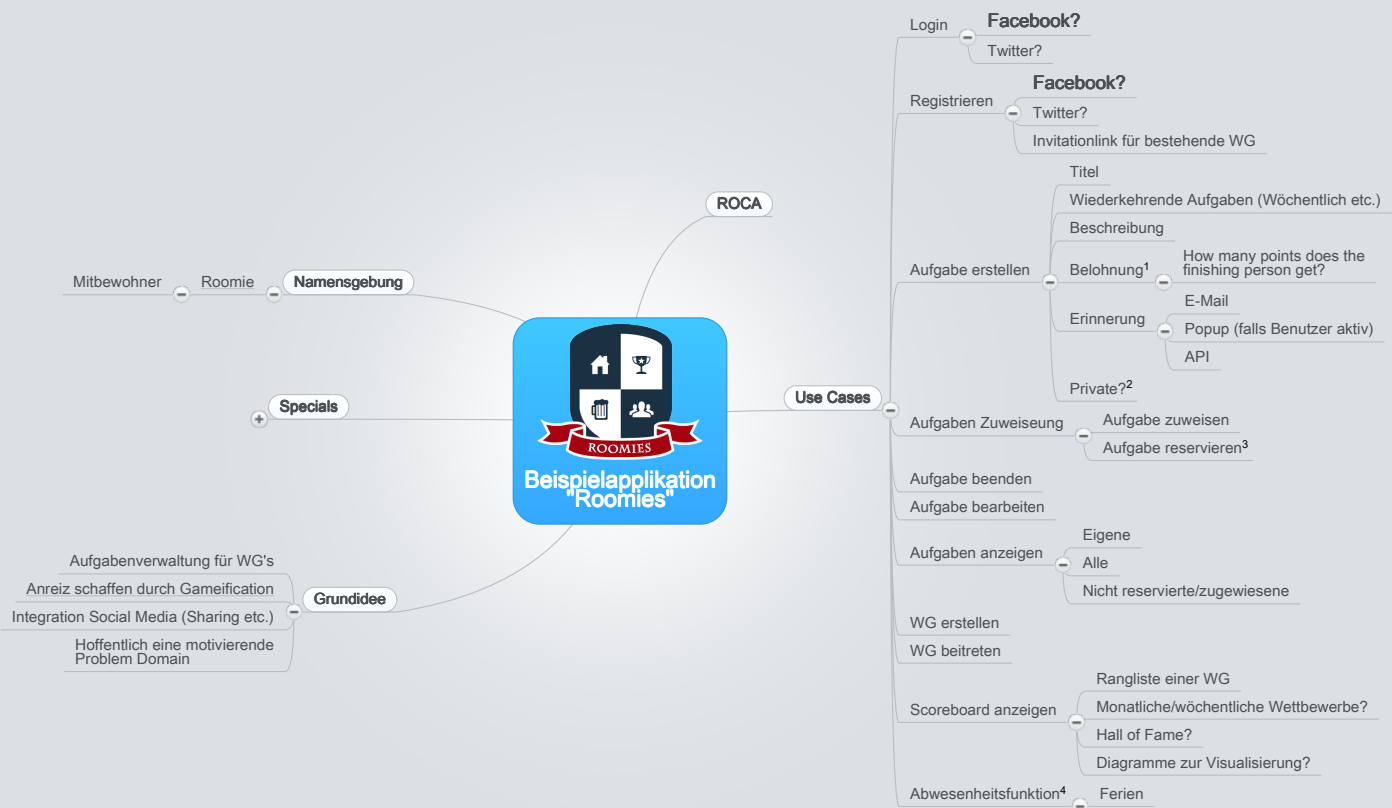 ROCA
Namensgebung
Roomie
Mitbewohner
Specials
ROOMIES
Beispielapplikation
"Roomies"
Grundidee
Aufgabenverwaltung für WG's
Anreiz schaffen durch Gameification
Integration Social Media (Sharing etc.)
Hoffentlich eine motivierende
Problem Domain
Use Cases
Login
Facebook?
Twitter?
Registrieren
Facebook?
Twitter?
Invitationlink für bestehende WG
Aufgabe erstellen
Titel
Wiederkehrende Aufgaben (Wöchentlich etc.)
Beschreibung
Belohnung¹
How many points does the
finishing person get?
Erinnerung
E-Mail
Popup (falls Benutzer aktiv)
API
Private?²
Aufgaben Zuweiseung
Aufgabe zuweisen
Aufgabe reservieren³
Aufgabe beenden
Aufgabe bearbeiten
Aufgaben anzeigen
Eigene
Alle
Nicht reservierte/zugewiesene
WG erstellen
WG beitreten
Scoreboard anzeigen
Rangliste einer WG
Monatliche/wöchentliche Wettbewerbe?
Hall of Fame?
Diagramme zur Visualisierung?
Abwesenheitsfunktion⁴
Ferien